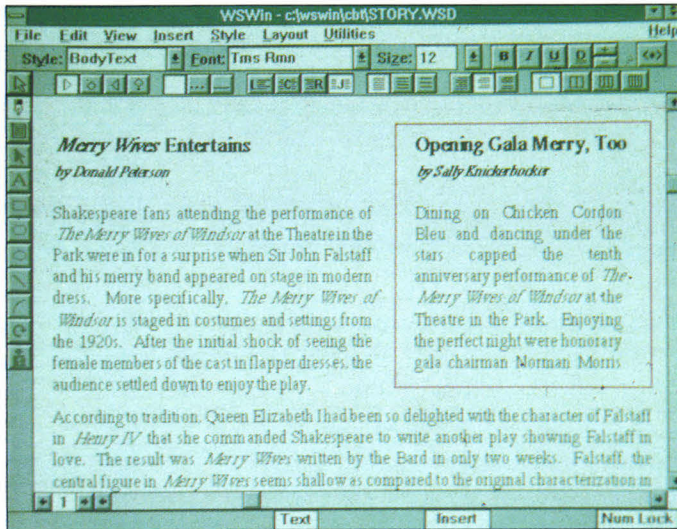 WSWin - c:\wswin\cbt\STORY.WSD
File Edit View Insert Style Layout Utilities Help
Style: BodyText Font: Tms Rmn Size: 12 B I U D
L C R J
Merry Wives Entertains
by Donald Peterson
Shakespeare fans attending the performance of
The Merry Wives of Windsor at the Theatre in the
Park were in for a surprise when Sir John Falstaff
and his merry band appeared on stage in modern
dress. More specifically, The Merry Wives of
Windsor is staged in costumes and settings from
the 1920s. After the initial shock of seeing the
female members of the cast in flapper dresses, the
audience settled down to enjoy the play.
Opening Gala Merry, Too
by Sally Knickerbocker
Dining on Chicken Cordon
Bleu and dancing under the
stars capped the tenth
anniversary performance of The
Merry Wives of Windsor at the
Theatre in the Park. Enjoying
the perfect night were honorary
gala chairman Norman Morris
According to tradition, Queen Elizabeth I had been so delighted with the character of Falstaff
in Henry IV that she commanded Shakespeare to write another play showing Falstaff in
love. The result was Merry Wives written by the Bard in only two weeks. Falstaff, the
central figure in Merry Wives seems shallow as compared to the original characterization in
1
Text Insert Num Lock